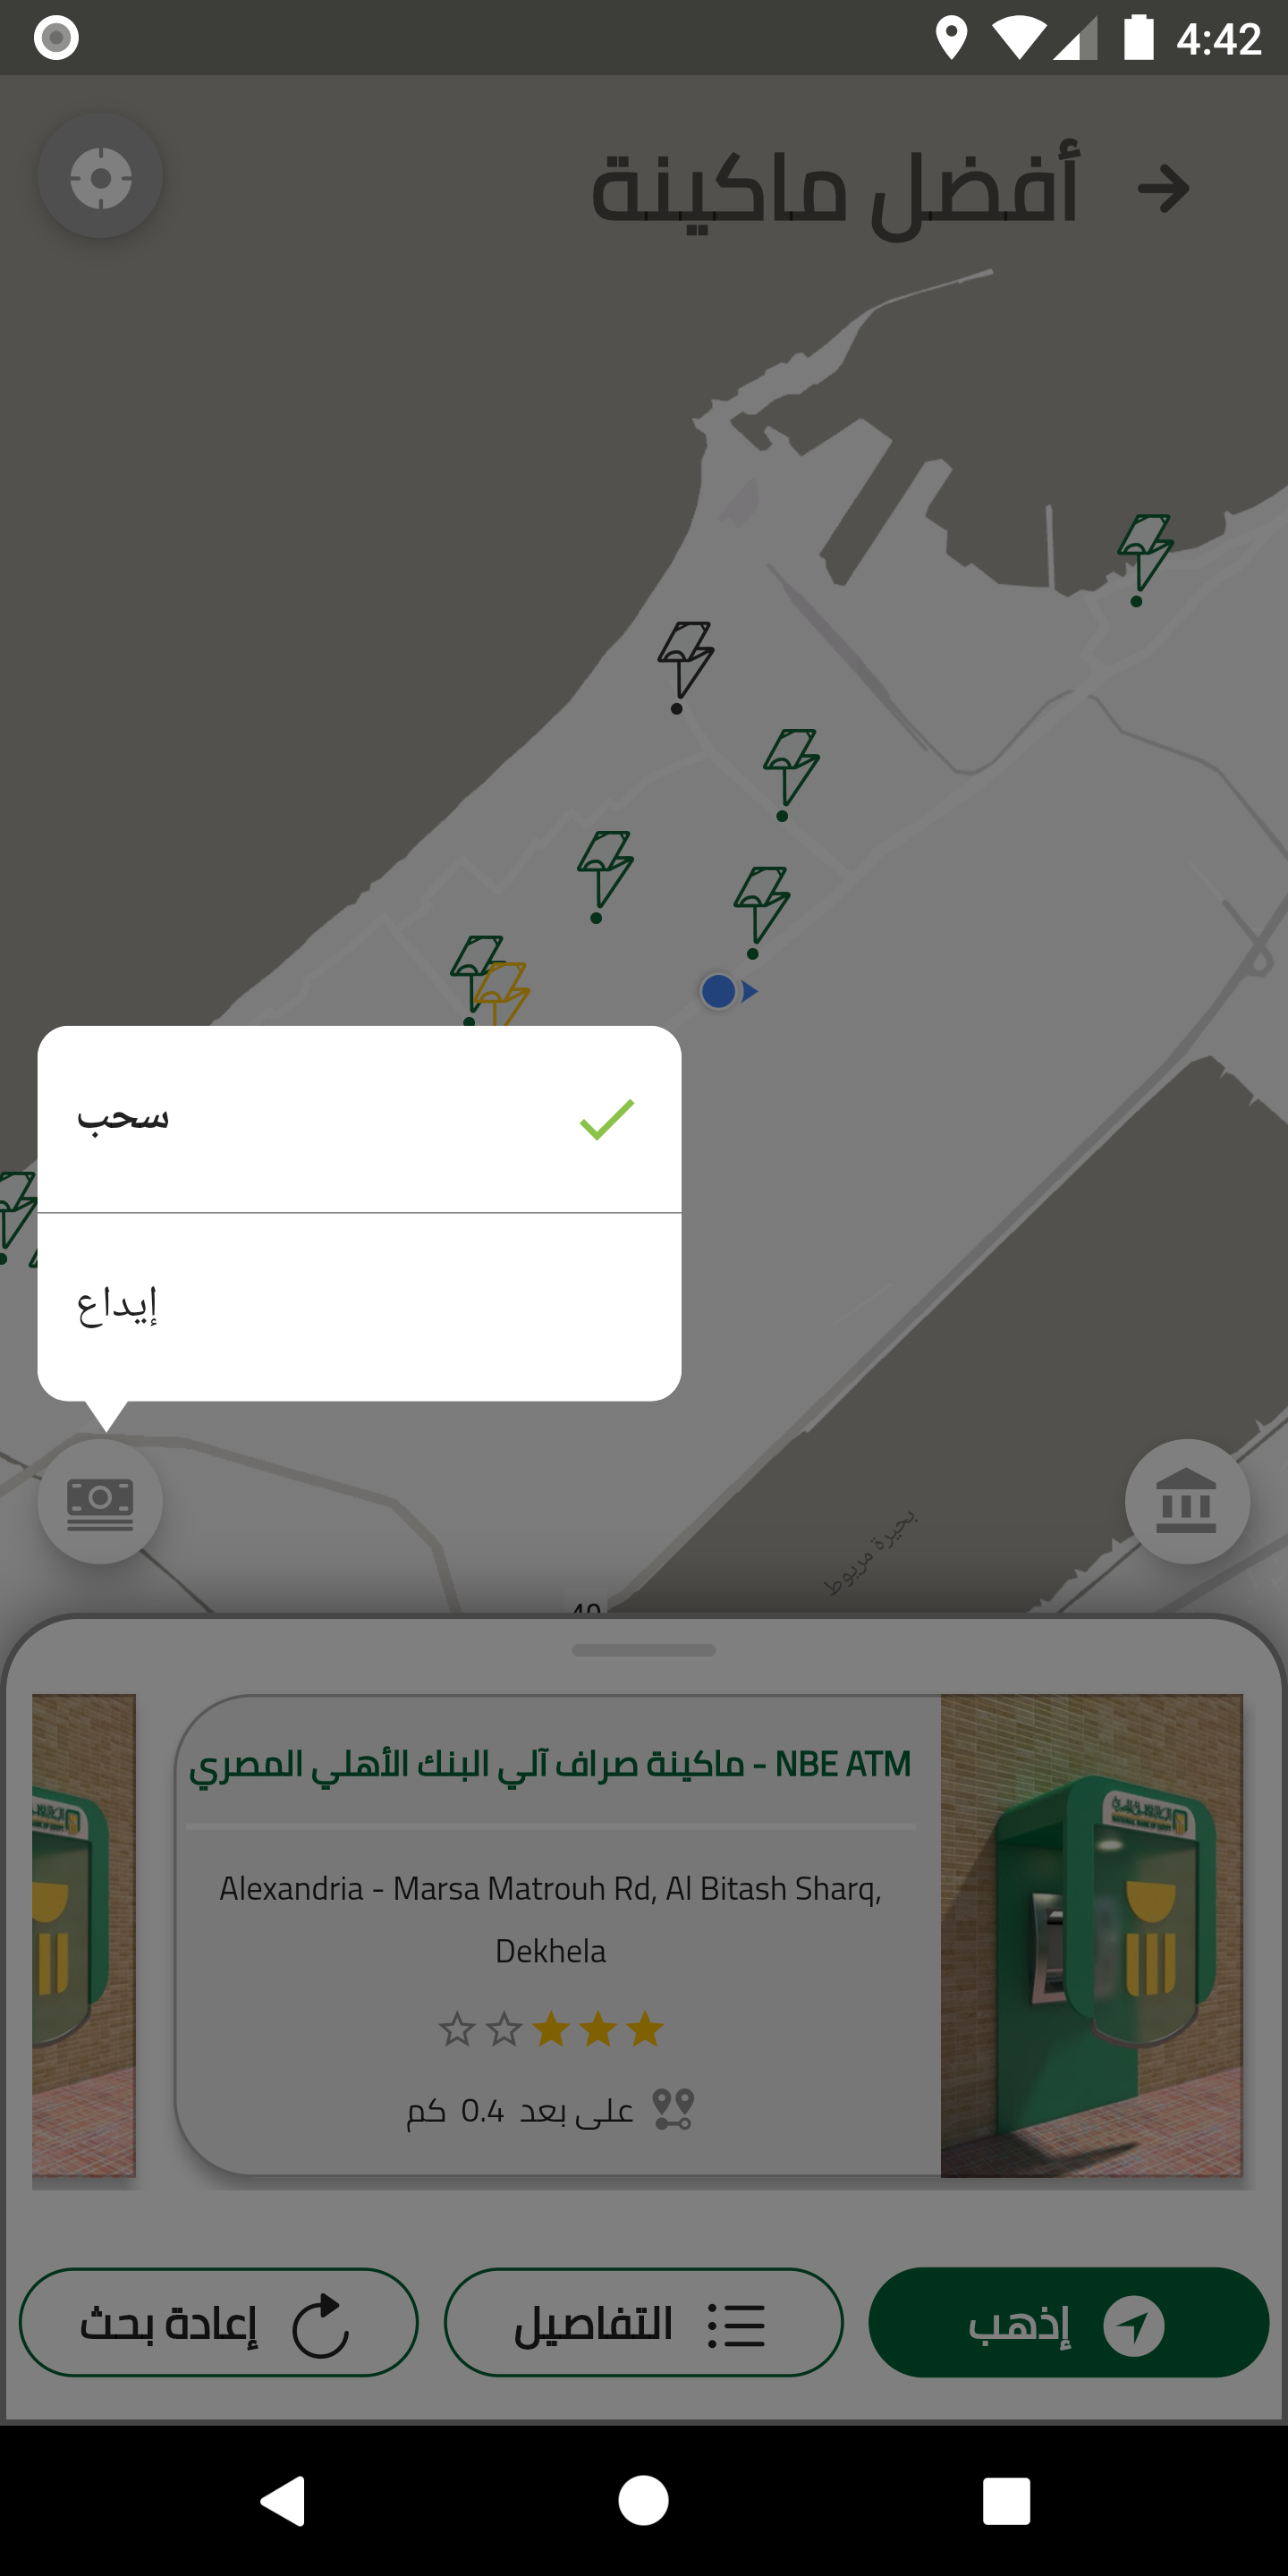 4:42
أفضل ماكينة
سحب
إيداع
بحيرة مريوط
NBE ATM - ماكينة صراف آلي البنك الأهلي المصري
Alexandria - Marsa Matrouh Rd, Al Bitash Sharq,
Dekhela
على بعد 0.4 كم
إذهب
التفاصيل
إعادة بحث